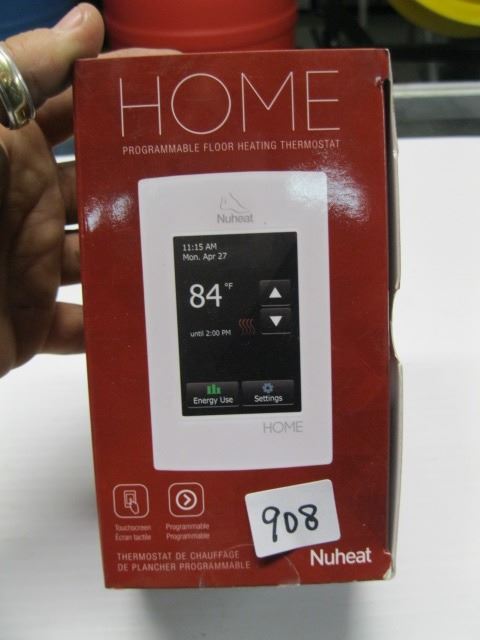 HOME
PROGRAMMABLE FLOOR HEATING THERMOSTAT
Nuheat
11:15 AM
Mon. Apr 27
84 °F
until 2:00 PM
Energy Use
Settings
HOME
Touchscreen
Écran tactile
Programmable
Programmable
908
THERMOSTAT DE CHAUFFAGE
DE PLANCHER PROGRAMMABLE
Nuheat